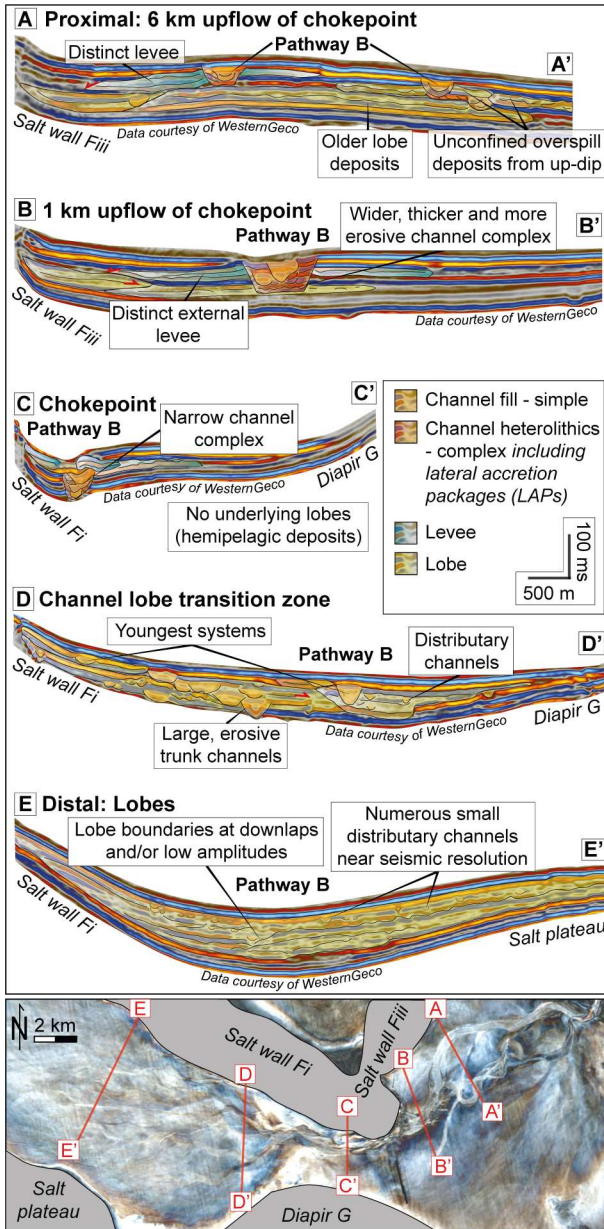 A Proximal: 6 km upflow of chokepoint
Distinct levee
Pathway B
A'
Salt wall Fiii
Data courtesy of WesternGeco
Older lobe
deposits
Unconfined overspill
deposits from up-dip
B 1 km upflow of chokepoint
Pathway B
Wider, thicker and more
erosive channel complex
B'
Salt wall Fiii
Distinct external
levee
Data courtesy of WesternGeco
C Chokepoint
C'
Pathway B
Narrow channel
complex
Salt wall Fi
Data courtesy of WesternGeco
Diapir G
No underlying lobes
(hemipelagic deposits)
Channel fill - simple
Channel heterolithics
- complex including
lateral accretion
packages (LAPs)
Levee
Lobe
100 ms
500 m
D Channel lobe transition zone
Youngest systems
Pathway B
Distributary
channels
D'
Salt wall Fi
Large, erosive
trunk channels
Data courtesy of WesternGeco
Diapir G
E Distal: Lobes
Lobe boundaries at downlaps
and/or low amplitudes
Numerous small
distributary channels
near seismic resolution
E'
Pathway B
Salt wall Fi
Salt plateau
Data courtesy of WesternGeco
N
2 km
E
Salt wall Fi
Salt wall Fiii
A
B
D
C
A'
E'
B'
D'
C'
Salt
plateau
Diapir G